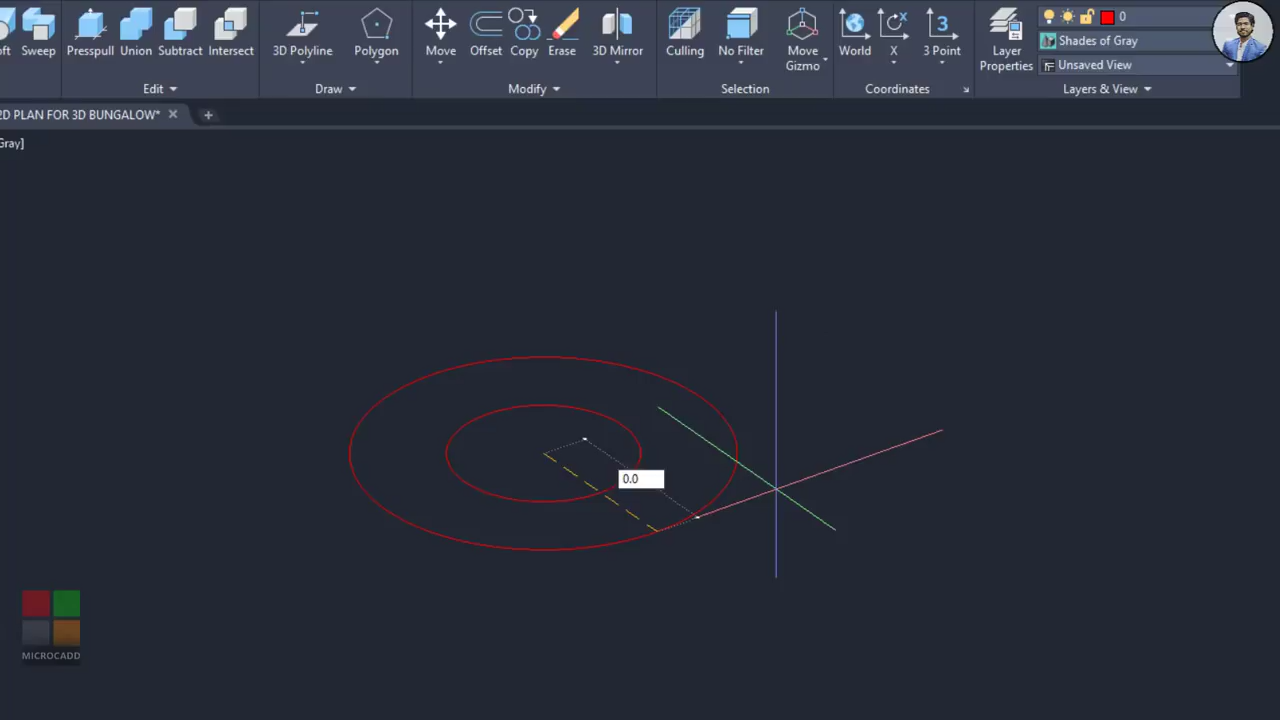 oft Sweep Presspull Union Subtract Intersect 3D Polyline Polygon Move Offset Copy Erase 3D Mirror Culling No Filter Move Gizmo World X 3 Point Layer Properties 0
Shades of Gray
Unsaved View
Edit Draw Modify Selection Coordinates Layers & View
2D PLAN FOR 3D BUNGALOW*
Gray]
0.0
MICROCADD